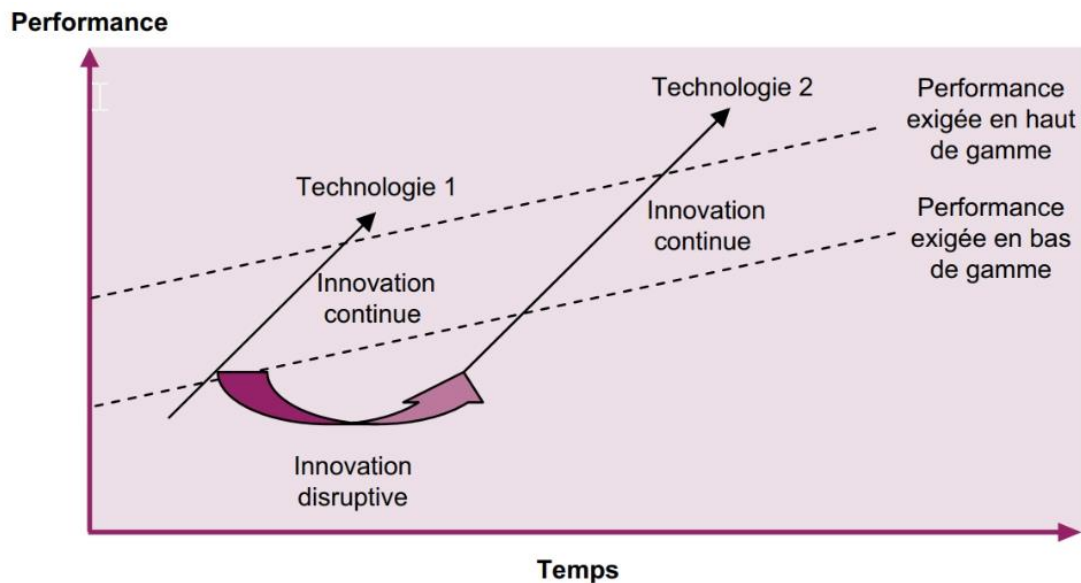 Performance
Technologie 2
Performance
exigée en haut
de gamme
Technologie 1
Innovation
continue
Performance
exigée en bas
de gamme
Innovation
continue
Innovation
disruptive
Temps